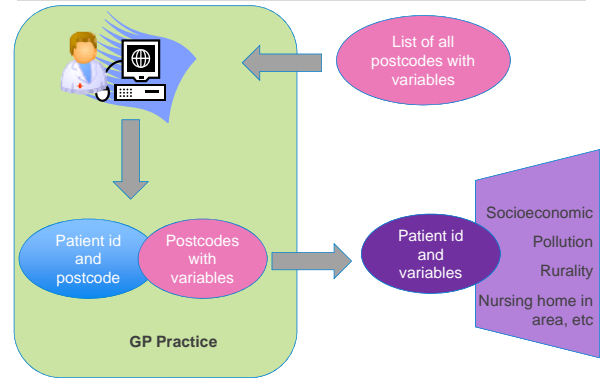 List of all
postcodes with
variables
Patient id
and
postcode
Postcodes
with
variables
Patient id
and
variables
Socioeconomic
Pollution
Rurality
Nursing home in
area, etc
GP Practice